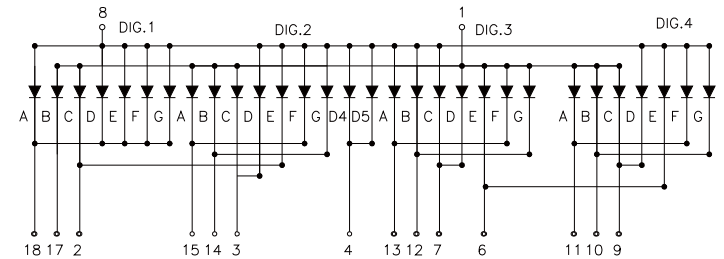 8 DIG.1 DIG.2 1 DIG.3 DIG.4
A B C D E F G A B C D E F G D4 D5 A B C D E F G A B C D E F G
18 17 2 15 14 3 4 13 12 7 6 11 10 9